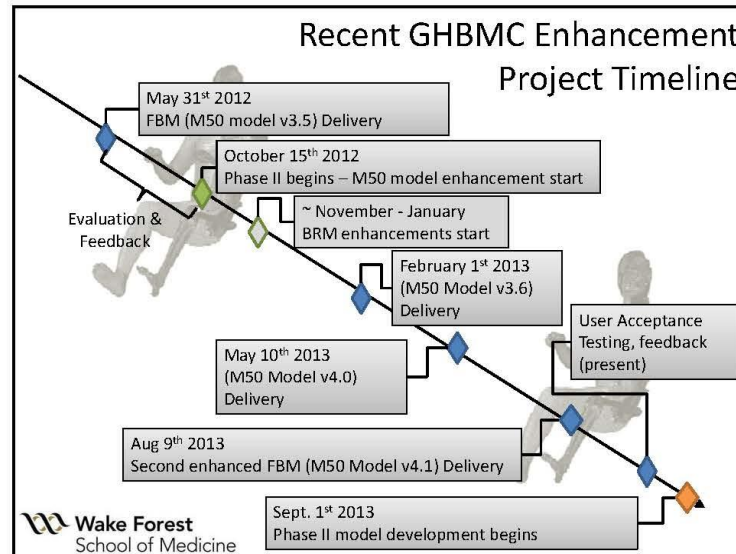 Recent GHBMC Enhancement
Project Timeline
May 31st 2012
FBM (M50 model v3.5) Delivery
October 15th 2012
Phase II begins – M50 model enhancement start
Evaluation &
Feedback
~ November - January
BRM enhancements start
February 1st 2013
(M50 Model v3.6)
Delivery
User Acceptance
Testing, feedback
(present)
May 10th 2013
(M50 Model v4.0)
Delivery
Aug 9th 2013
Second enhanced FBM (M50 Model v4.1) Delivery
Sept. 1st 2013
Phase II model development begins
Wake Forest
School of Medicine